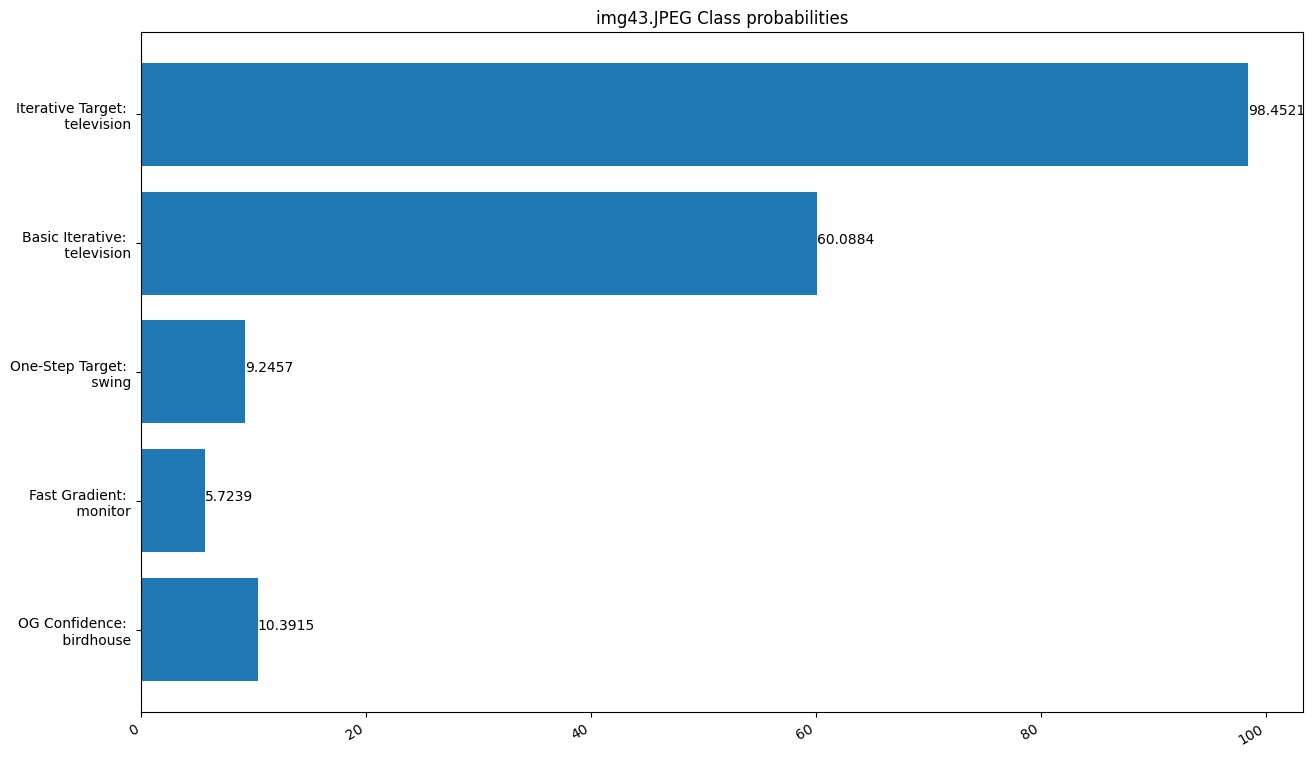 img43.JPEG Class probabilities
Iterative Target:
television
98.4521
Basic Iterative:
television
60.0884
One-Step Target:
swing
9.2457
Fast Gradient:
monitor
5.7239
OG Confidence:
birdhouse
10.3915
0 20 40 60 80 100